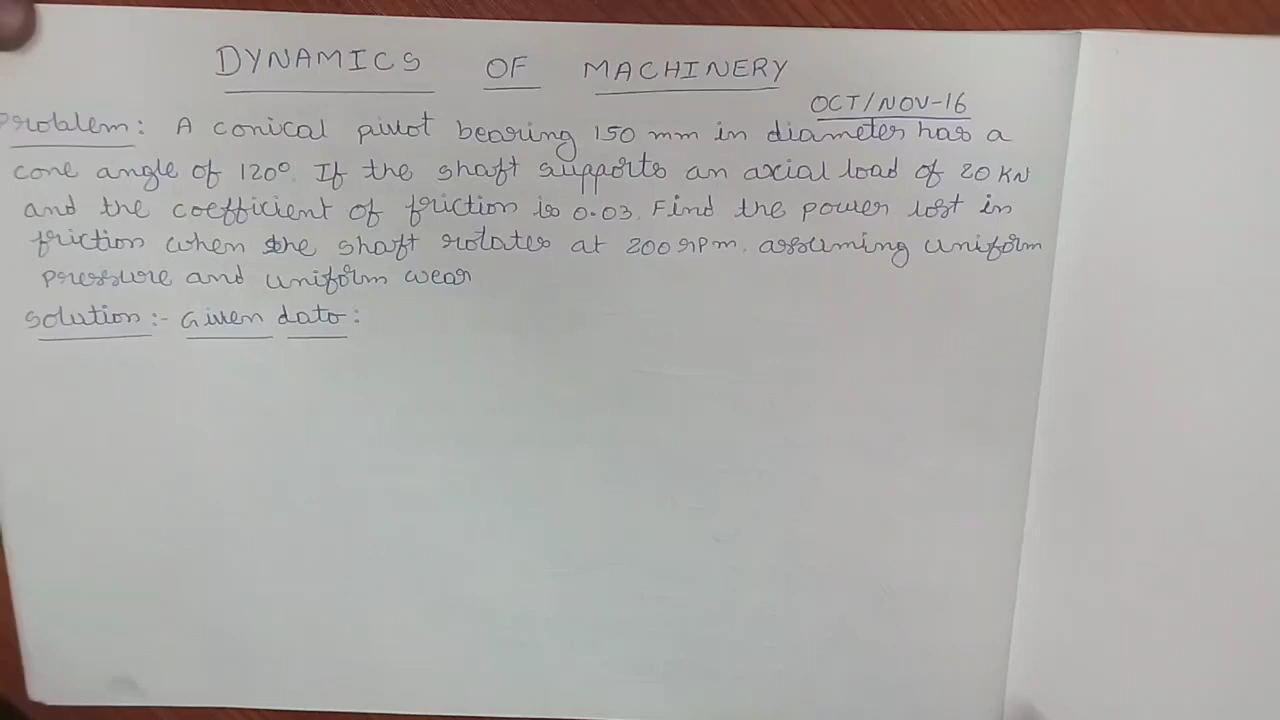 DYNAMICS OF MACHINERY
OCT/NOV-16
Problem: A conical pivot bearing 150 mm in diameter has a
cone angle of 120°. If the shaft supports an axial load of 20 KN
and the coefficient of friction is 0.03. Find the power lost in
friction when the shaft rotates at 200 rpm. assuming uniform
pressure and uniform wear
Solution:- Given data: